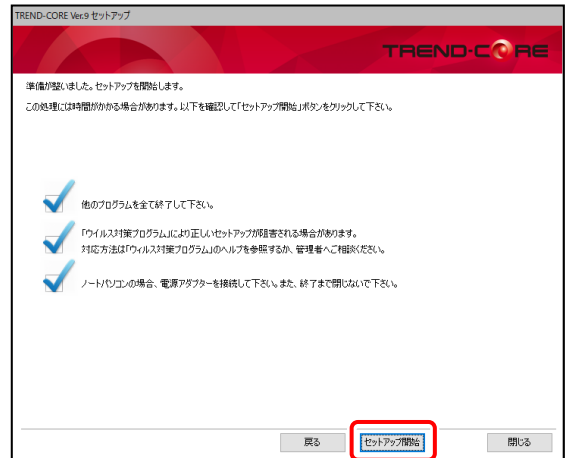 TREND-CORE Ver.9 セットアップ
TREND-CORE
準備が整いました。セットアップを開始します。
この処理には時間がかかる場合があります。以下を確認して「セットアップ開始」ボタンをクリックして下さい。
他のプログラムを全て終了して下さい。
「ウイルス対策プログラム」により正しいセットアップが阻害される場合があります。
対応方法は「ウィルス対策プログラム」のヘルプを参照するか、管理者へご相談ください。
ノートパソコンの場合、電源アダプターを接続して下さい。また、終了まで閉じないで下さい。
戻る セットアップ開始 閉じる